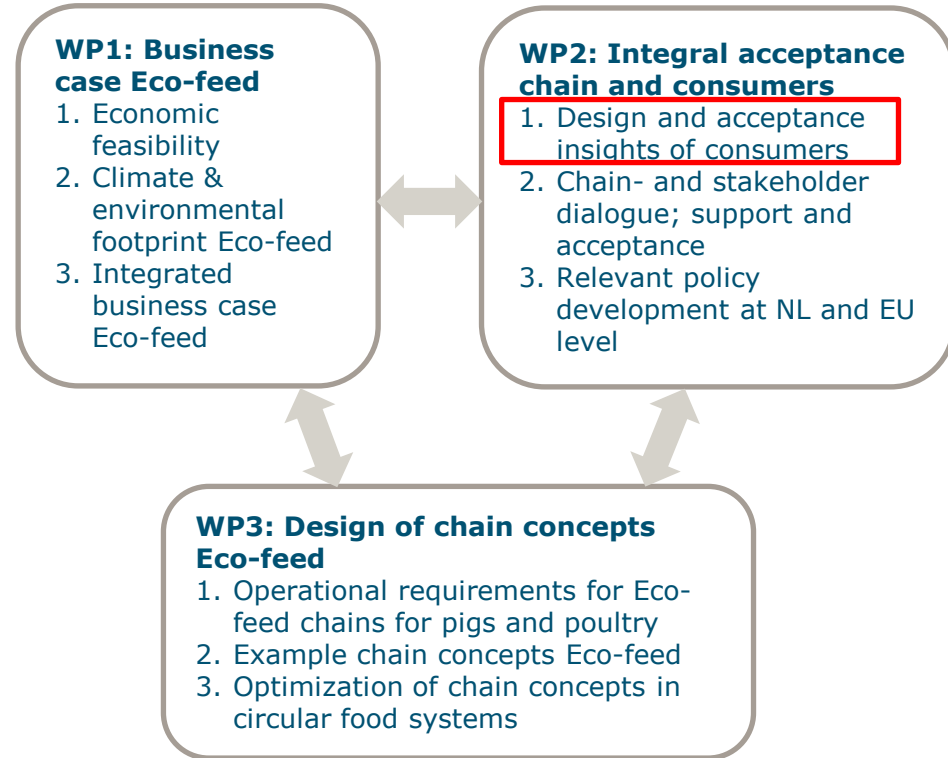 WP1: Business
case Eco-feed
1. Economic
feasibility
2. Climate &
environmental
footprint Eco-feed
3. Integrated
business case
Eco-feed
WP2: Integral acceptance
chain and consumers
1. Design and acceptance
insights of consumers
2. Chain- and stakeholder
dialogue; support and
acceptance
3. Relevant policy
development at NL and EU
level
WP3: Design of chain concepts
Eco-feed
1. Operational requirements for Eco-
feed chains for pigs and poultry
2. Example chain concepts Eco-feed
3. Optimization of chain concepts in
circular food systems